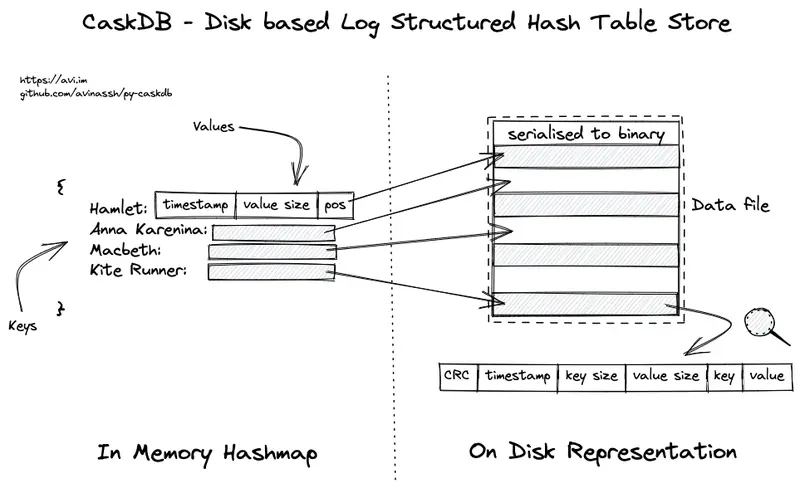 CaskDB - Disk based Log Structured Hash Table Store
https://avi.im
github.com/avinassh/py-caskdb
Values
{
Hamlet: timestamp value size pos
Anna Karenina:
Macbeth:
Kite Runner:
}
Keys
serialised to binary
Data file
CRC timestamp key size value size key value
In Memory Hashmap
On Disk Representation